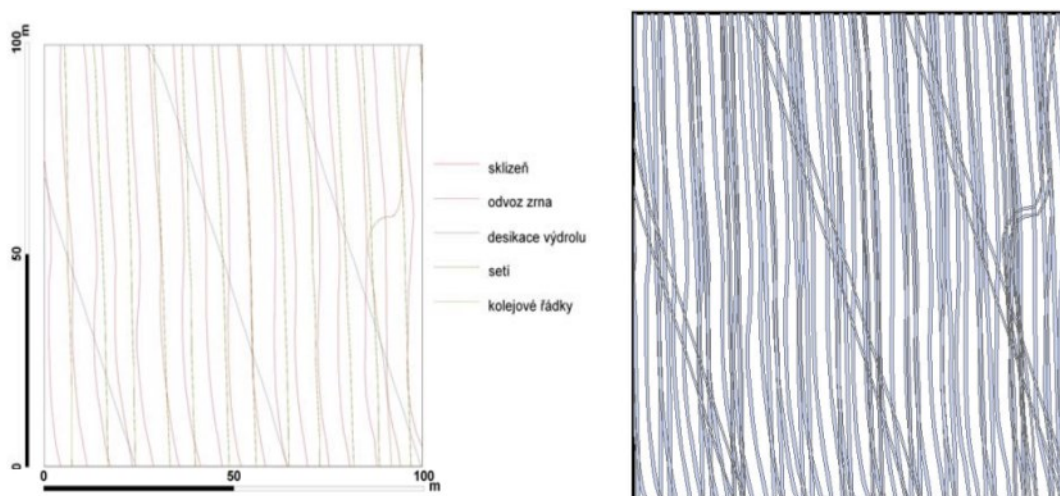 100
m
sklizeň
odvoz zrna
desikace výdrolu
setí
kolejové řádky
50
0
0 50 100
m